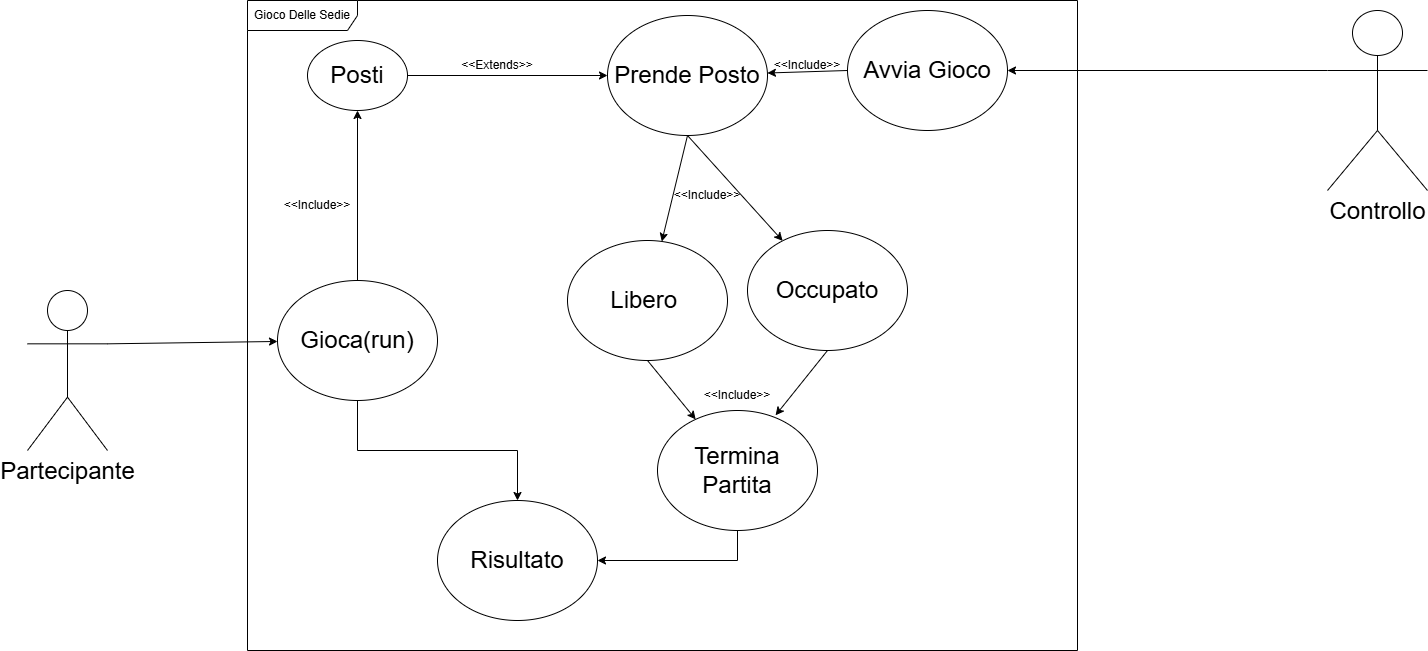 Gioco Delle Sedie
Posti
<<Extends>>
Prende Posto
<<Include>>
Avvia Gioco
<<Include>>
<<Include>>
Controllo
Libero
Occupato
Gioca(run)
<<Include>>
Partecipante
Termina
Partita
Risultato